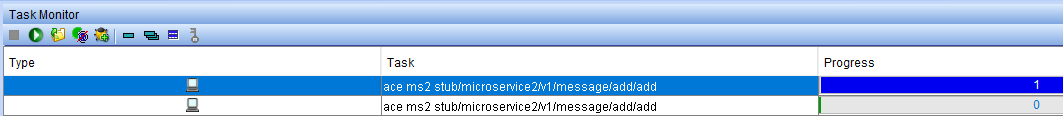 Task Monitor
Type Task Progress
ace ms2 stub/microservice2/v1/message/add/add 1
ace ms2 stub/microservice2/v1/message/add/add 0